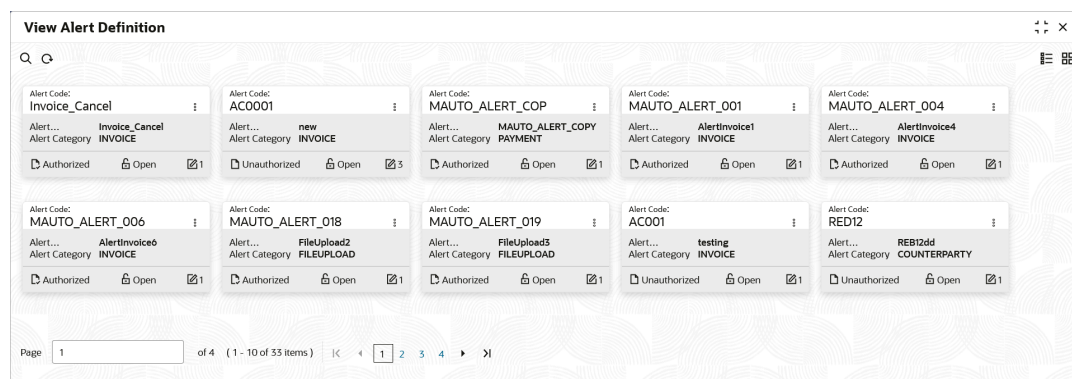 View Alert Definition
Alert Code:
Invoice_Cancel
Alert... Invoice_Cancel
Alert Category INVOICE
Authorized Open 1
Alert Code:
AC0001
Alert... new
Alert Category INVOICE
Unauthorized Open 3
Alert Code:
MAUTO_ALERT_COP
Alert... MAUTO_ALERT_COPY
Alert Category PAYMENT
Authorized Open 1
Alert Code:
MAUTO_ALERT_001
Alert... AlertInvoice1
Alert Category INVOICE
Authorized Open 1
Alert Code:
MAUTO_ALERT_004
Alert... AlertInvoice4
Alert Category INVOICE
Authorized Open 1
Alert Code:
MAUTO_ALERT_006
Alert... AlertInvoice6
Alert Category INVOICE
Authorized Open 1
Alert Code:
MAUTO_ALERT_018
Alert... FileUpload2
Alert Category FILEUPLOAD
Authorized Open 1
Alert Code:
MAUTO_ALERT_019
Alert... FileUpload3
Alert Category FILEUPLOAD
Authorized Open 1
Alert Code:
AC001
Alert... testing
Alert Category INVOICE
Unauthorized Open 1
Alert Code:
RED12
Alert... REB12dd
Alert Category COUNTERPARTY
Unauthorized Open 1
Page 1 of 4 (1 - 10 of 33 items) 1 2 3 4